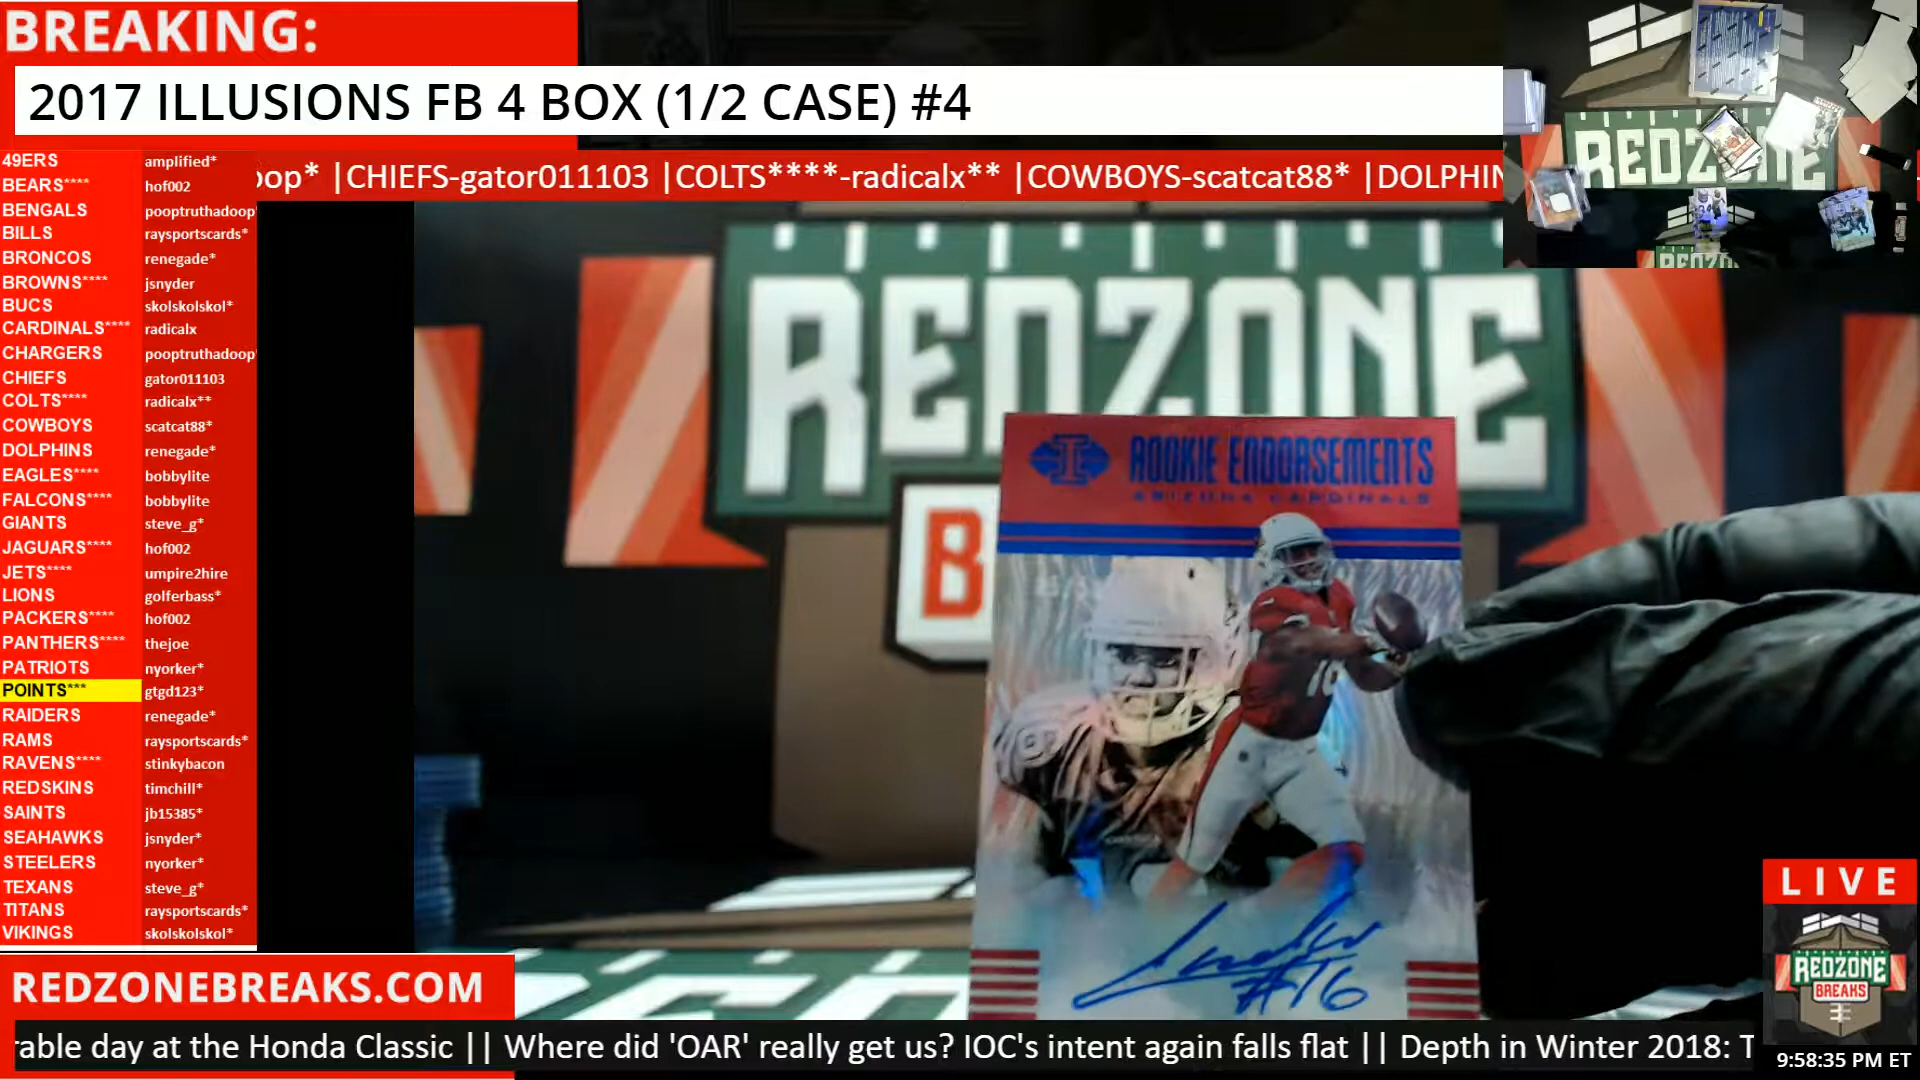 BREAKING:
2017 ILLUSIONS FB 4 BOX (1/2 CASE) #4
|CHIEFS-gator011103 |COLTS****-radicalx** |COWBOYS-scatcat88* |DOLPHIN
49ERS amplified*
BEARS**** hof002
BENGALS pooptruthadoop
BILLS raysportscards*
BRONCOS renegade*
BROWNS**** jsnyder
BUCS skolskolskol*
CARDINALS**** radicalx
CHARGERS pooptruthadoop
CHIEFS gator011103
COLTS**** radicalx**
COWBOYS scatcat88*
DOLPHINS renegade*
EAGLES**** bobbylite
FALCONS**** bobbylite
GIANTS steve_g*
JAGUARS**** hof002
JETS**** umpire2hire
LIONS golferbass*
PACKERS**** hof002
PANTHERS**** thejoe
PATRIOTS nyorker*
POINTS*** gtgd123*
RAIDERS renegade*
RAMS raysportscards*
RAVENS**** stinkybacon
REDSKINS timchill*
SAINTS jb15385*
SEAHAWKS jsnyder*
STEELERS nyorker*
TEXANS steve_g*
TITANS raysportscards*
VIKINGS skolskolskol*
REDZONE
REDZONE
B
I ROOKIE ENDORSEMENTS
ARIZONA CARDINALS
#16
LIVE
REDZONE
BREAKS
REDZONEBREAKS.COM
able day at the Honda Classic || Where did 'OAR' really get us? IOC's intent again falls flat || Depth in Winter 2018: T
9:58:35 PM ET